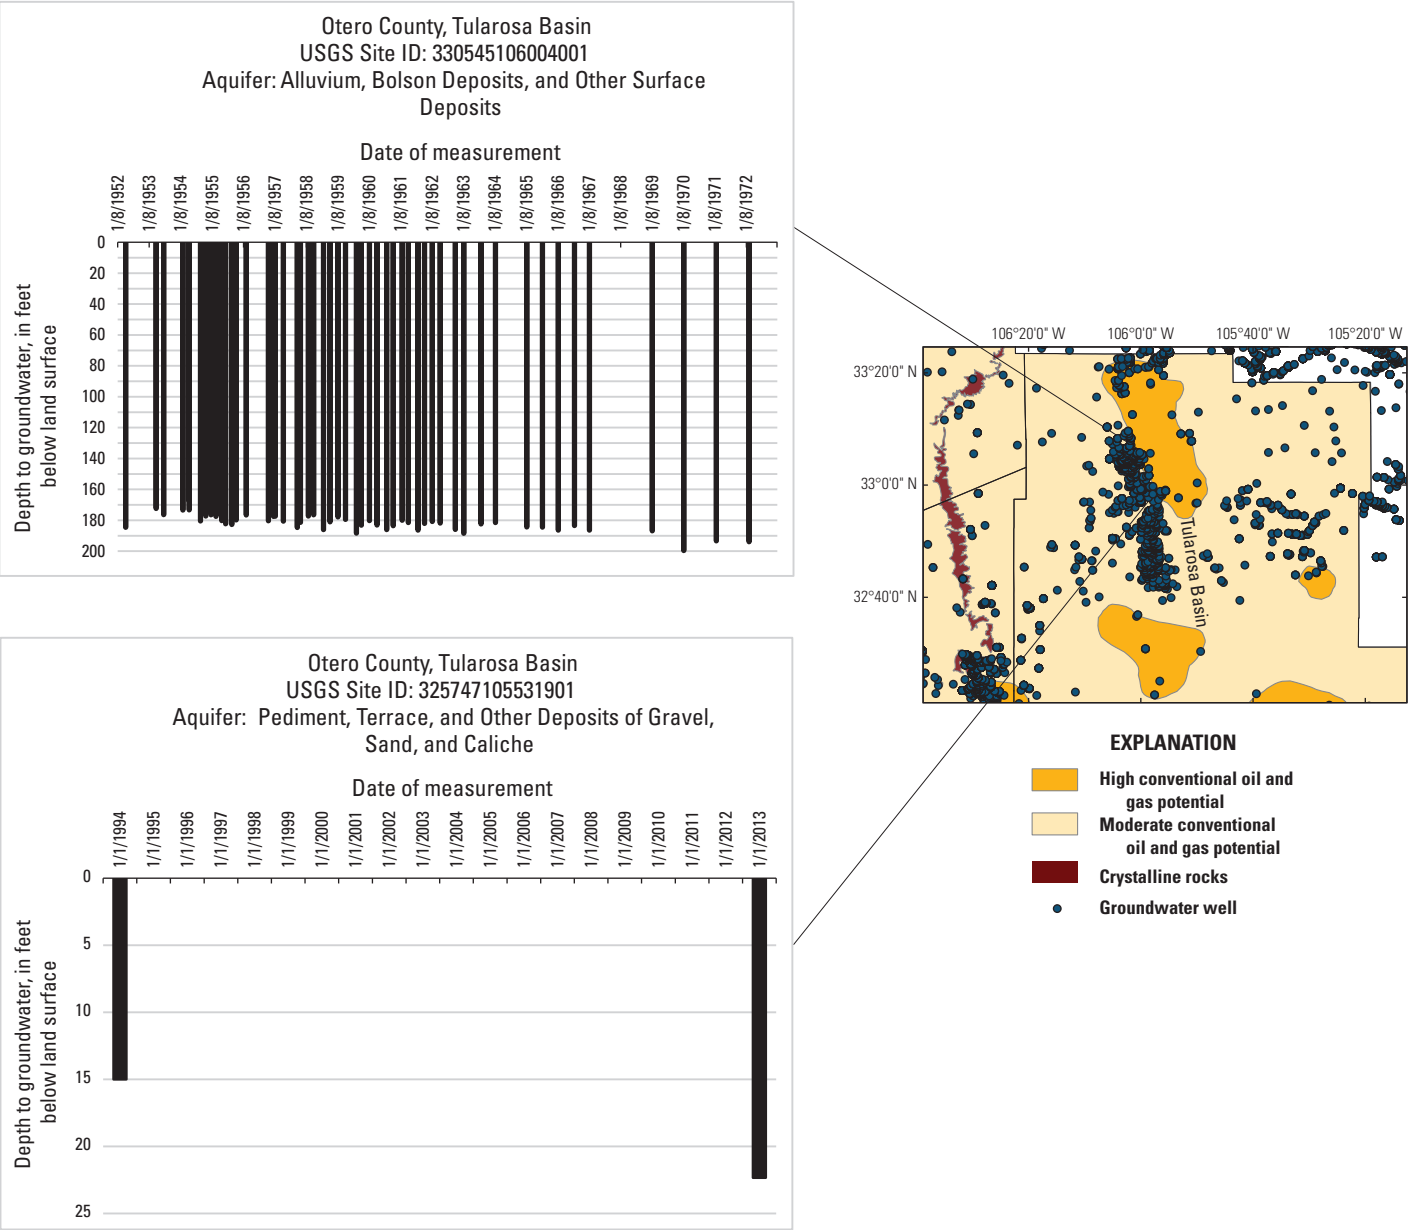 Otero County, Tularosa Basin
USGS Site ID: 330545106004001
Aquifer: Alluvium, Bolson Deposits, and Other Surface
Deposits
Date of measurement
1/8/1952
1/8/1953
1/8/1954
1/8/1955
1/8/1956
1/8/1957
1/8/1958
1/8/1959
1/8/1960
1/8/1961
1/8/1962
1/8/1963
1/8/1964
1/8/1965
1/8/1966
1/8/1967
1/8/1968
1/8/1969
1/8/1970
1/8/1971
1/8/1972
Depth to groundwater, in feet
below land surface
0
20
40
60
80
100
120
140
160
180
200
Otero County, Tularosa Basin
USGS Site ID: 325747105531901
Aquifer: Pediment, Terrace, and Other Deposits of Gravel,
Sand, and Caliche
Date of measurement
1/1/1994
1/1/1995
1/1/1996
1/1/1997
1/1/1998
1/1/1999
1/1/2000
1/1/2001
1/1/2002
1/1/2003
1/1/2004
1/1/2005
1/1/2006
1/1/2007
1/1/2008
1/1/2009
1/1/2010
1/1/2011
1/1/2012
1/1/2013
Depth to groundwater, in feet
below land surface
0
5
10
15
20
25
106°20'0" W
106°0'0" W
105°40'0" W
105°20'0" W
33°20'0" N
33°0'0" N
32°40'0" N
Tularosa Basin
EXPLANATION
High conventional oil and
gas potential
Moderate conventional
oil and gas potential
Crystalline rocks
Groundwater well